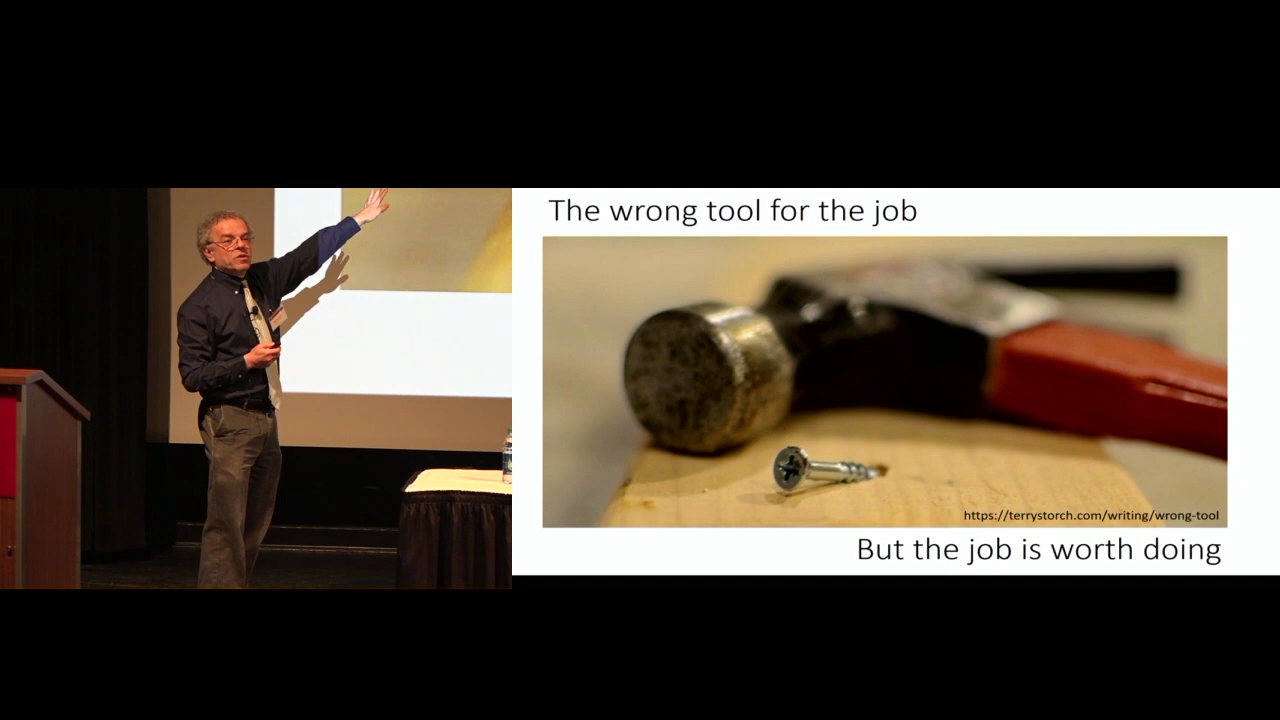 The wrong tool for the job
https://terrystorch.com/writing/wrong-tool
But the job is worth doing